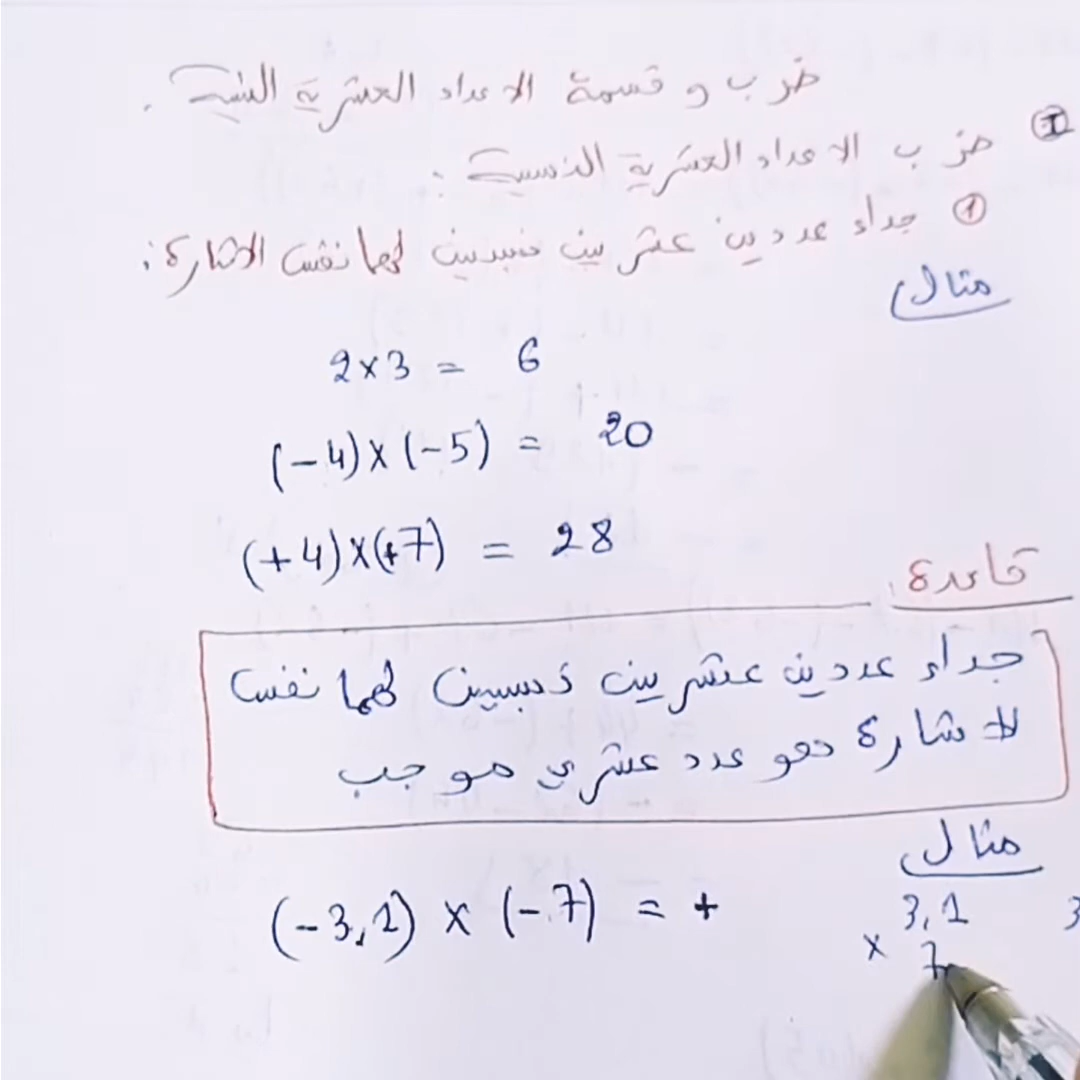 ضرب و قسمة الاعداد العشرية النسبية .
I ضرب الاعداد العشرية النسبية :
1 جداء عددين عشريين نسبيين لهما نفس الاشارة :
مثال
2×3 = 6
(-4)×(-5) = 20
(+4)×(+7) = 28
قاعدة :
جداء عددين عشريين نسبيين لهما نفس
الاشارة هو عدد عشري موجب
مثال
(-3,1) × (-7) = +
3,1
× 7
3